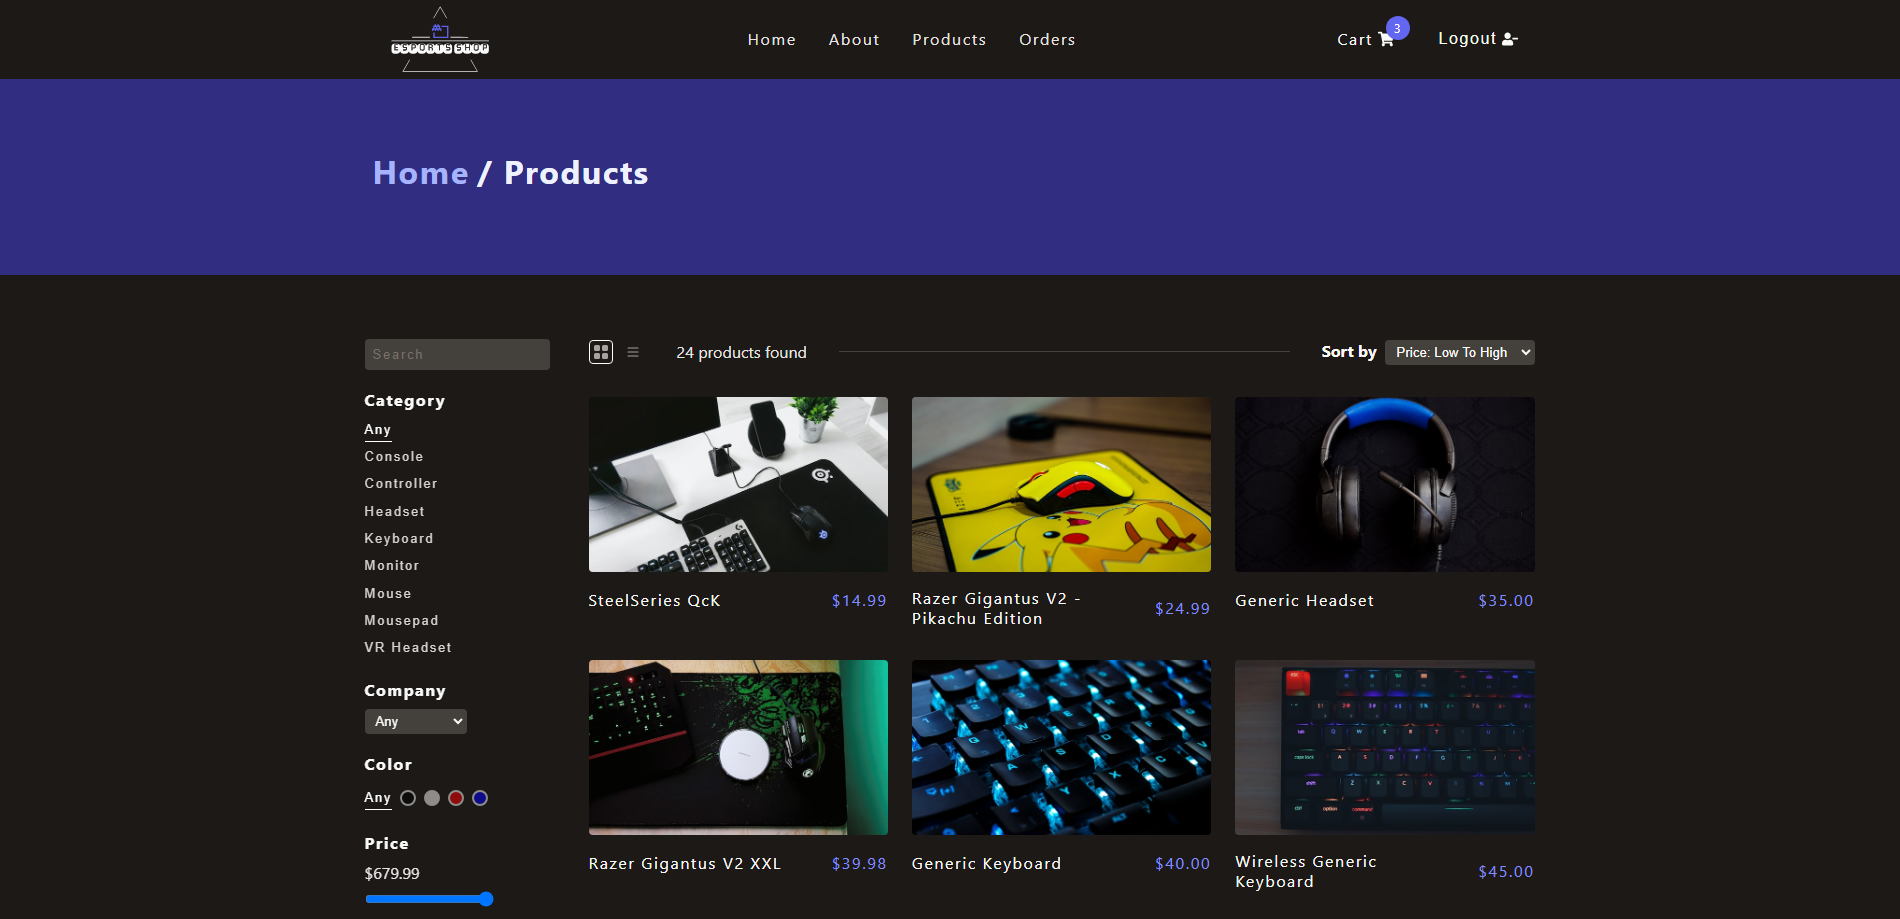 ESPORTS SHOP
Home About Products Orders
Cart 3 Logout
Home / Products
Search
Category
Any
Console
Controller
Headset
Keyboard
Monitor
Mouse
Mousepad
VR Headset
Company
Any
Color
Any
Price
$679.99
24 products found
Sort by Price: Low To High
SteelSeries QcK $14.99
Razer Gigantus V2 -
Pikachu Edition
$24.99
Generic Headset $35.00
Razer Gigantus V2 XXL $39.98
Generic Keyboard $40.00
Wireless Generic
Keyboard
$45.00